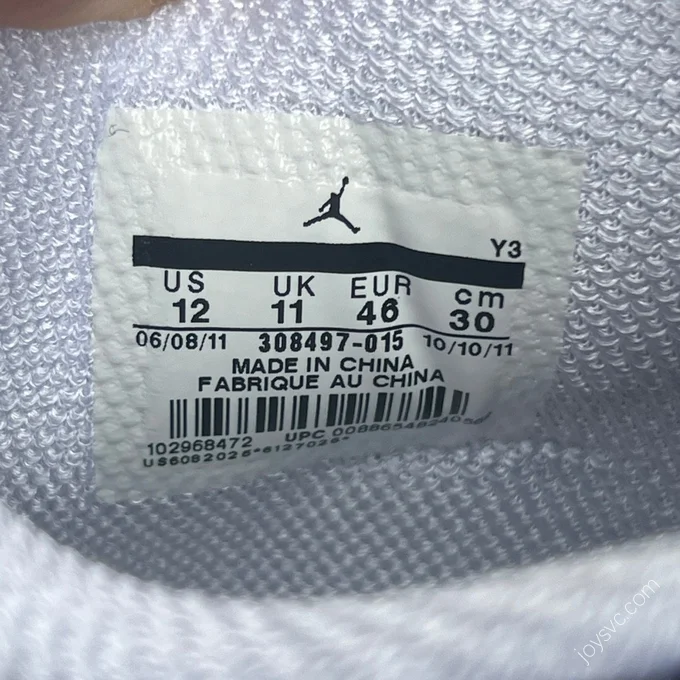 Y3
US UK EUR cm
12 11 46 30
06/08/11 308497-015 10/10/11
MADE IN CHINA
FABRIQUE AU CHINA
102968472 UPC
joysvc.com